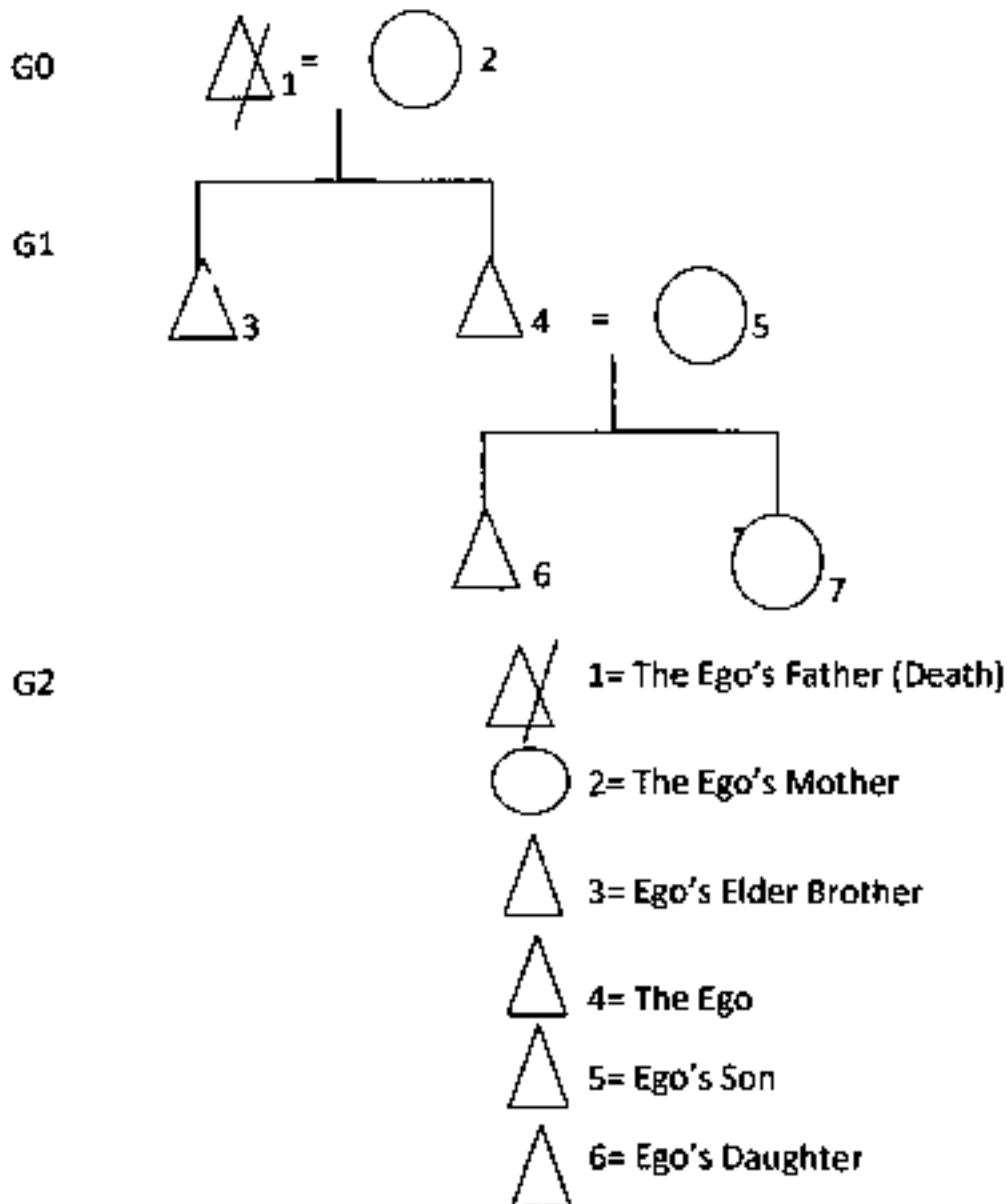 G0
1 = 2
G1
3 4 = 5
6 7
G2
1= The Ego's Father (Death)
2= The Ego's Mother
3= Ego's Elder Brother
4= The Ego
5= Ego's Son
6= Ego's Daughter